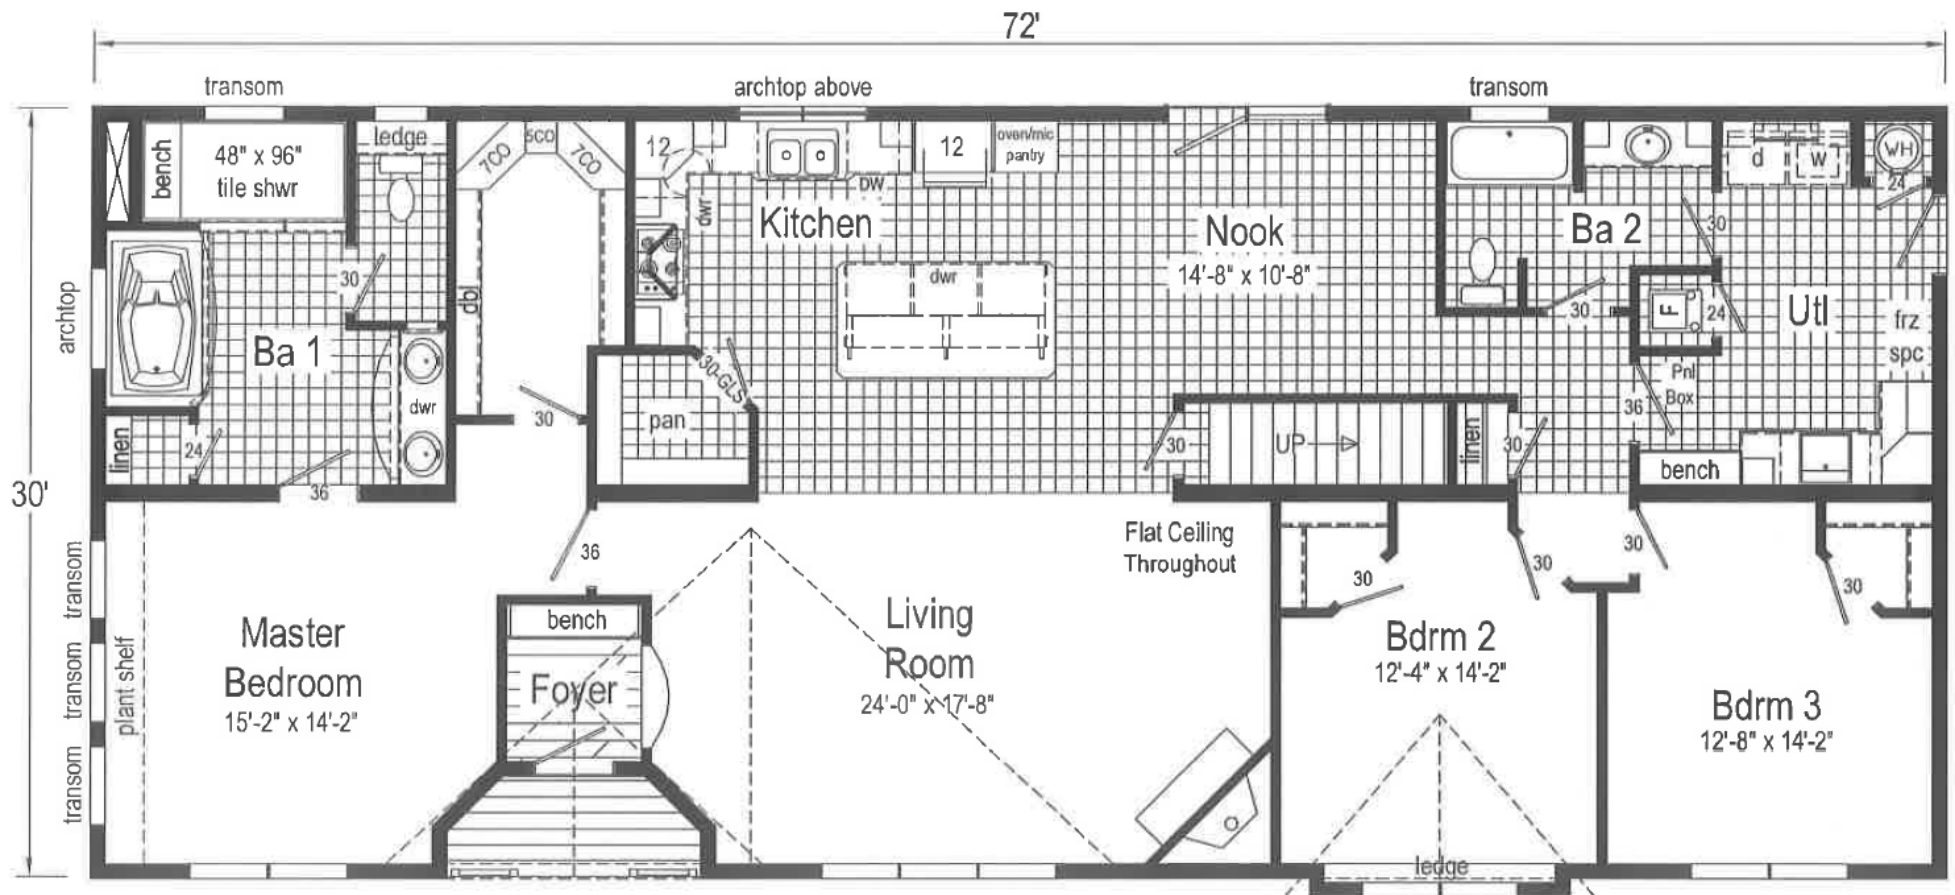 72'
transom
archtop above
transom
ledge
7CO
5CO
7CO
12
12
oven/mic
pantry
bench
48" x 96"
tile shwr
d
w
WH
24
DW
dwr
Kitchen
Nook
14'-8" x 10'-8"
Ba 2
30
30
dbl
dwr
archtop
Ba 1
F
24
Utl
frz
spc
30
30-GLS
Pnl
Box
36
dwr
30
pan
linen
24
30
UP
linen
30
bench
36
30'
Flat Ceiling
Throughout
36
30
30
30
30
transom
transom
transom
plant shelf
Master
Bedroom
15'-2" x 14'-2"
bench
Foyer
Living
Room
24'-0" x 17'-8"
Bdrm 2
12'-4" x 14'-2"
Bdrm 3
12'-8" x 14'-2"
ledge